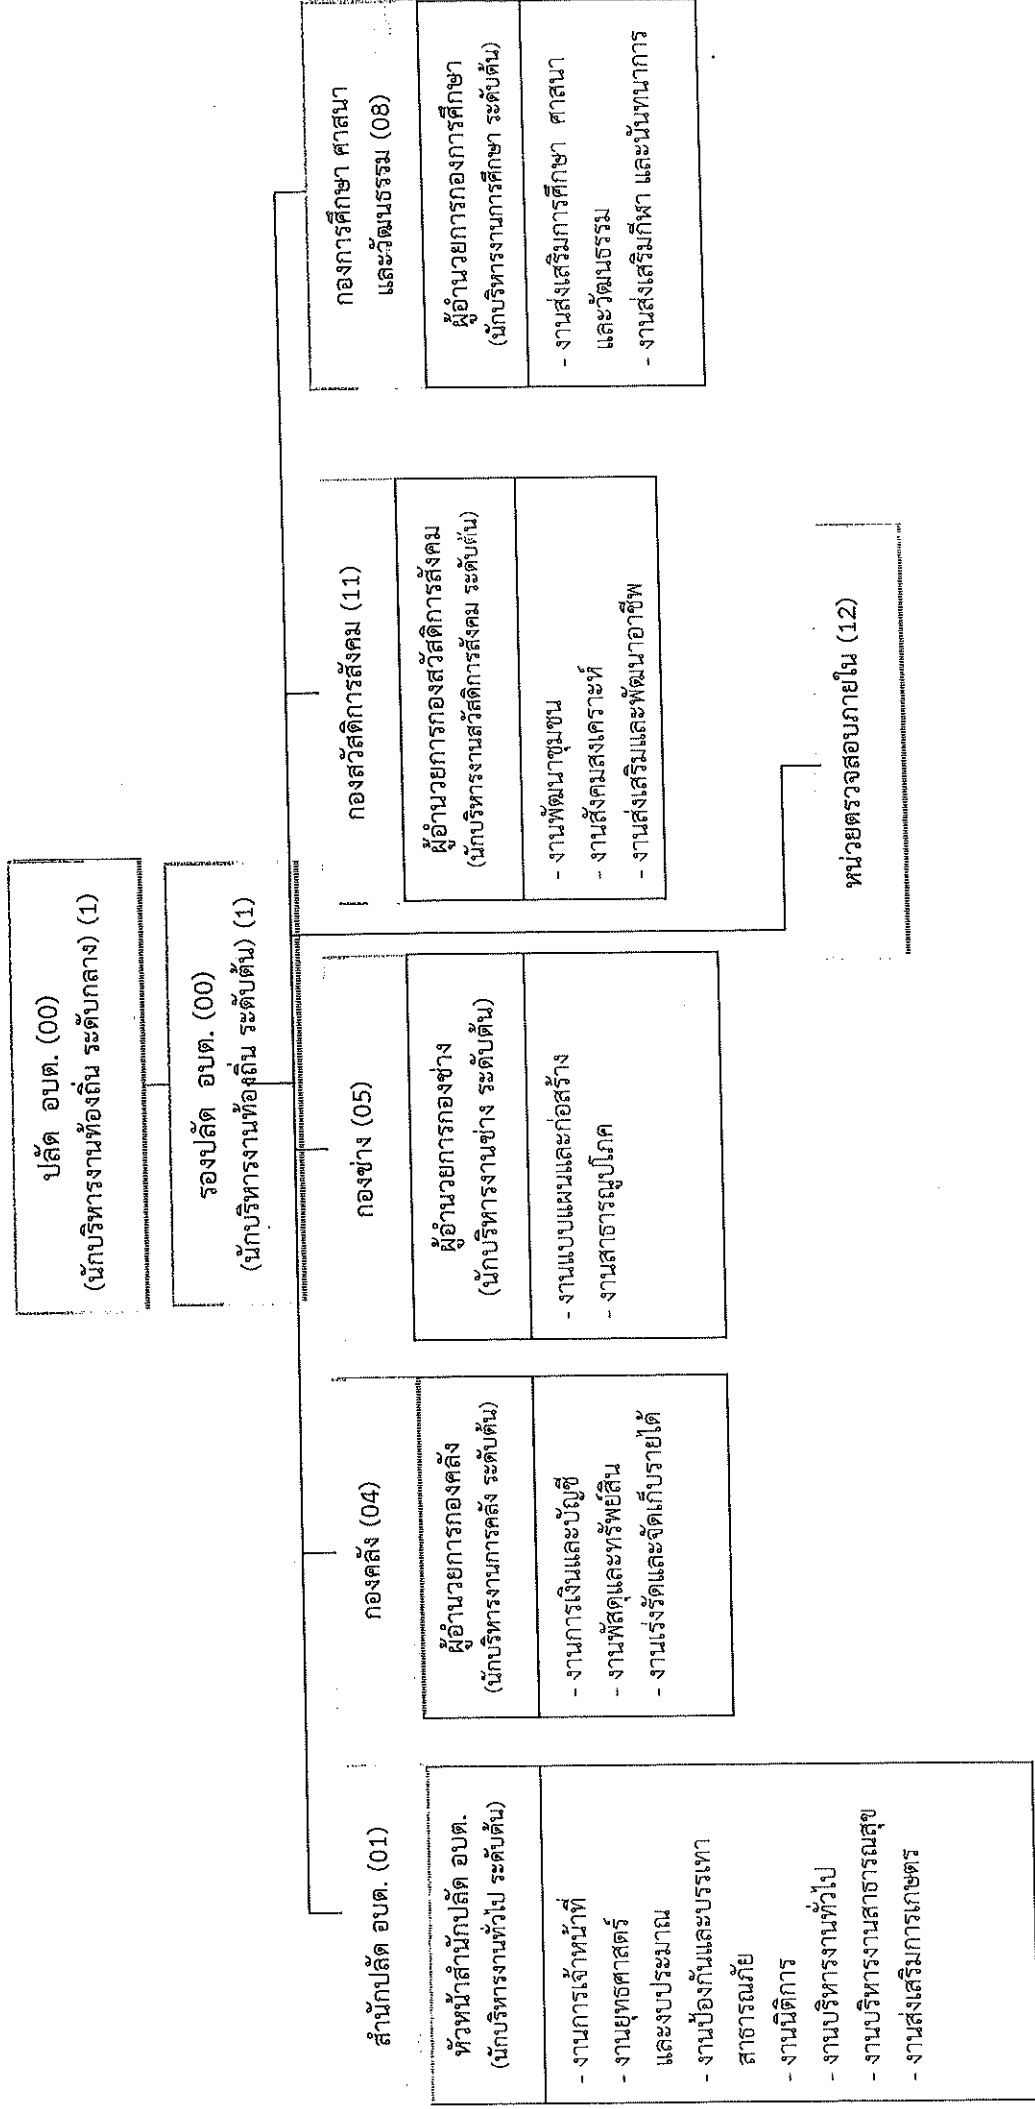 ปลัด อบต. (00)
(นักบริหารงานท้องถิ่น ระดับกลาง) (1)
รองปลัด อบต. (00)
(นักบริหารงานท้องถิ่น ระดับต้น) (1)
สำนักปลัด อบต. (01)
หัวหน้าสำนักปลัด อบต.
(นักบริหารงานทั่วไป ระดับต้น)
- งานการเจ้าหน้าที่
- งานยุทธศาสตร์
และงบประมาณ
- งานป้องกันและบรรเทา
สาธารณภัย
- งานนิติการ
- งานบริหารงานทั่วไป
- งานบริหารงานสาธารณสุข
- งานส่งเสริมการเกษตร
กองคลัง (04)
ผู้อำนวยการกองคลัง
(นักบริหารงานการคลัง ระดับต้น)
- งานการเงินและบัญชี
- งานพัสดุและทรัพย์สิน
- งานเร่งรัดและจัดเก็บรายได้
กองช่าง (05)
ผู้อำนวยการกองช่าง
(นักบริหารงานช่าง ระดับต้น)
- งานแบบแผนและก่อสร้าง
- งานสาธารณูปโภค
กองสวัสดิการสังคม (11)
ผู้อำนวยการกองสวัสดิการสังคม
(นักบริหารงานสวัสดิการสังคม ระดับต้น)
- งานพัฒนาชุมชน
- งานสังคมสงเคราะห์
- งานส่งเสริมและพัฒนาอาชีพ
กองการศึกษา ศาสนา
และวัฒนธรรม (08)
ผู้อำนวยการกองการศึกษา
(นักบริหารงานการศึกษา ระดับต้น)
- งานส่งเสริมการศึกษา ศาสนา
และวัฒนธรรม
- งานส่งเสริมกีฬา และนันทนาการ
หน่วยตรวจสอบภายใน (12)